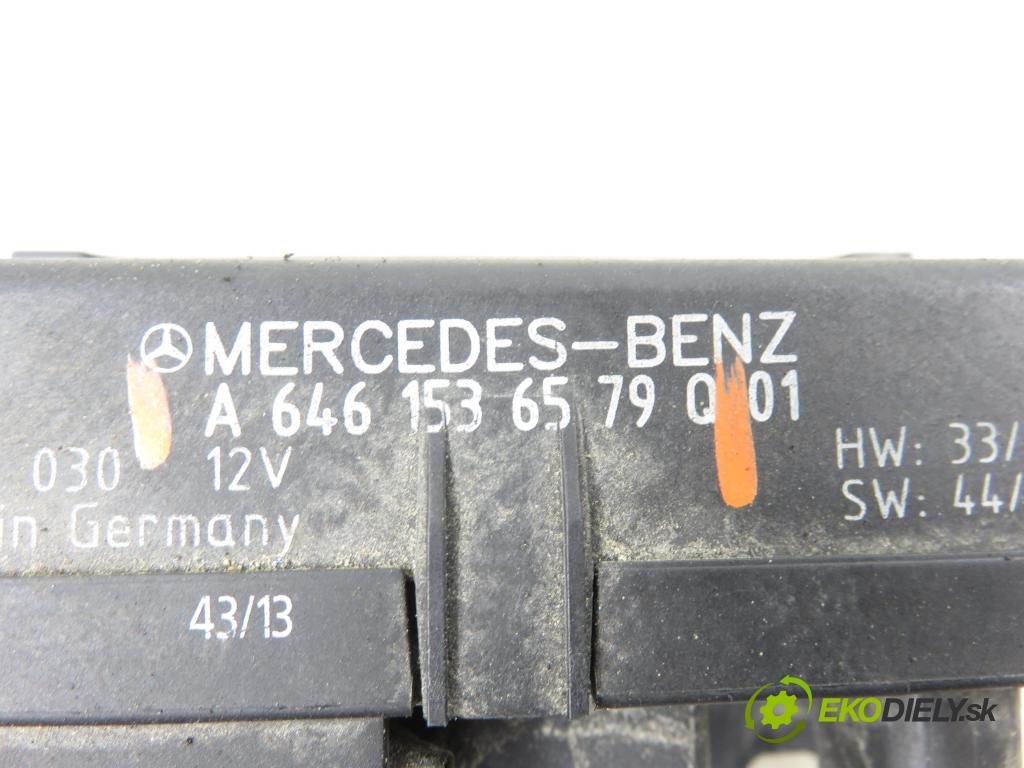 MERCEDES-BENZ
A 646 153 65 79 Q 01
030 12V
in Germany
HW: 33/
SW: 44/
43/13
EKODIELY.sk